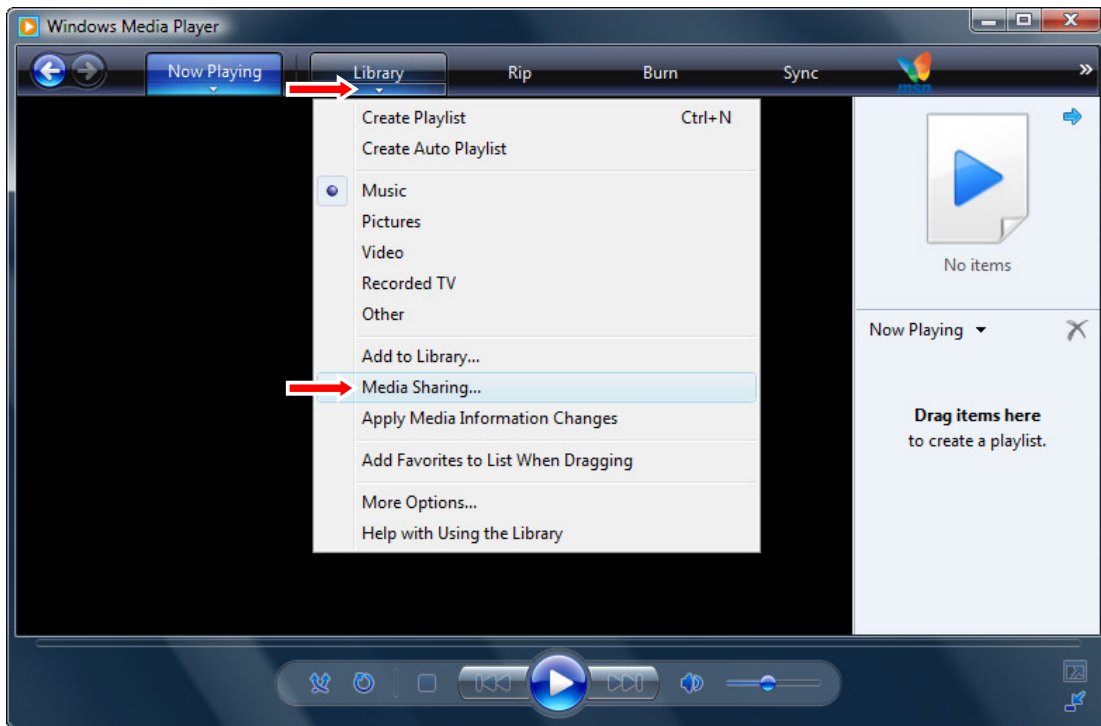 Windows Media Player
Now Playing
Library
Rip
Burn
Sync
msn
»
Create Playlist Ctrl+N
Create Auto Playlist
Music
Pictures
Video
Recorded TV
Other
Add to Library...
Media Sharing...
Apply Media Information Changes
Add Favorites to List When Dragging
More Options...
Help with Using the Library
No items
Now Playing
Drag items here
to create a playlist.